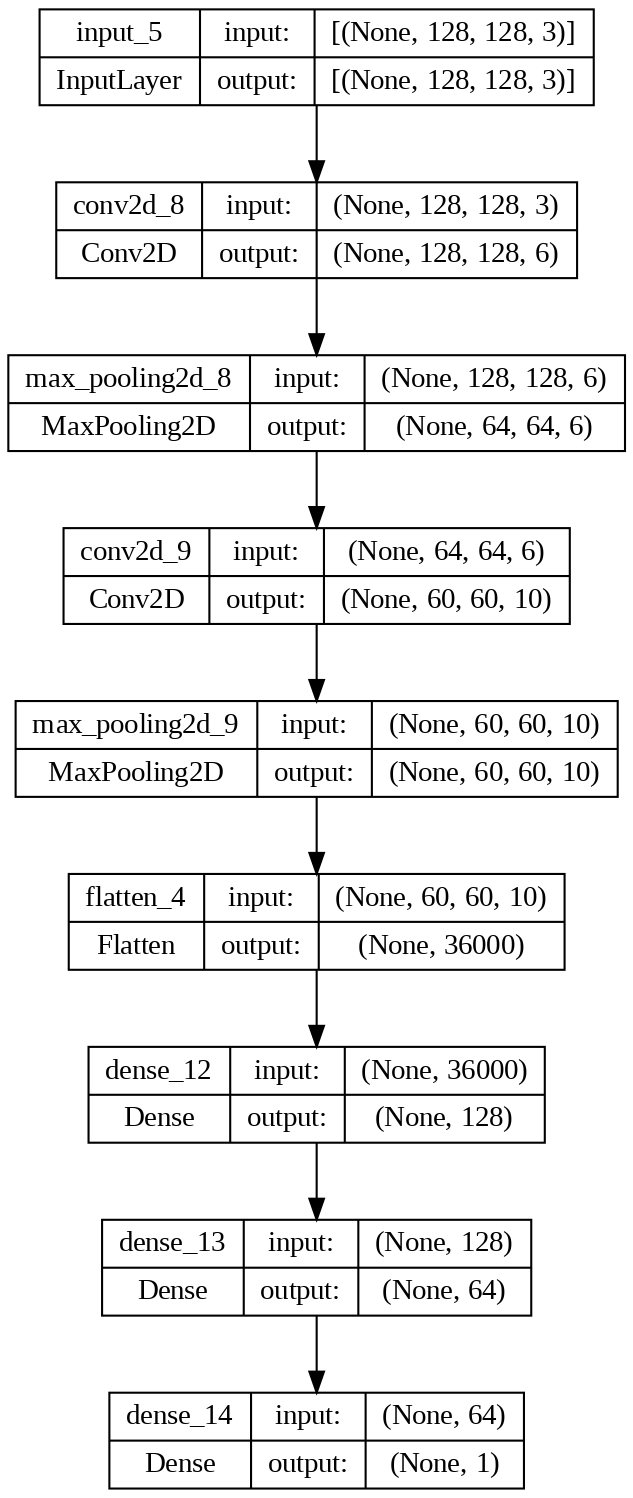 input_5 input: [(None, 128, 128, 3)]
InputLayer output: [(None, 128, 128, 3)]
conv2d_8 input: (None, 128, 128, 3)
Conv2D output: (None, 128, 128, 6)
max_pooling2d_8 input: (None, 128, 128, 6)
MaxPooling2D output: (None, 64, 64, 6)
conv2d_9 input: (None, 64, 64, 6)
Conv2D output: (None, 60, 60, 10)
max_pooling2d_9 input: (None, 60, 60, 10)
MaxPooling2D output: (None, 60, 60, 10)
flatten_4 input: (None, 60, 60, 10)
Flatten output: (None, 36000)
dense_12 input: (None, 36000)
Dense output: (None, 128)
dense_13 input: (None, 128)
Dense output: (None, 64)
dense_14 input: (None, 64)
Dense output: (None, 1)